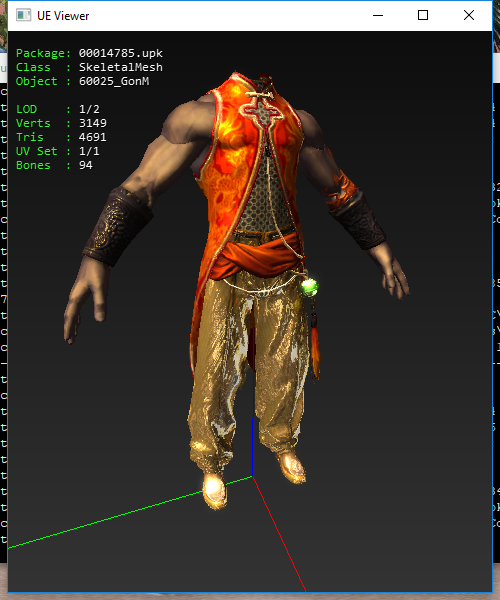 UE Viewer
Package: 00014785.upk
Class : SkeletalMesh
Object : 60025_GonM
LOD : 1/2
Verts : 3149
Tris : 4691
UV Set : 1/1
Bones : 94